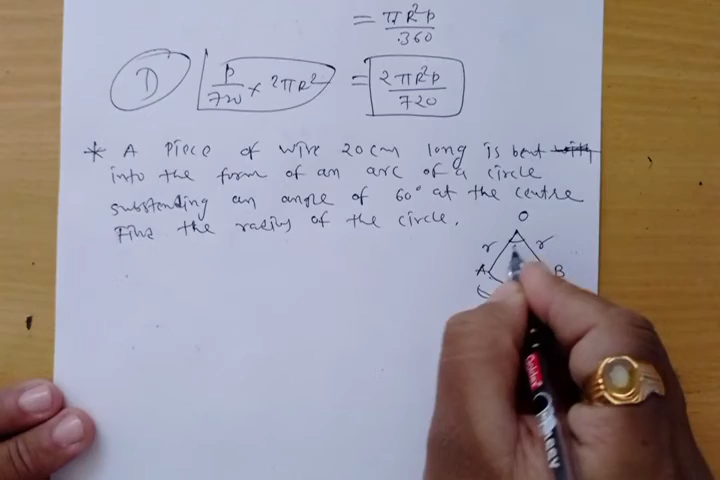 = πR²p/360
D p/720 × 2πR² = 2πR²p/720
* A piece of wire 20cm long is bent
into the form of an arc of a circle
substending an angle of 60° at the centre
Find the radius of the circle.
O
r r
A B